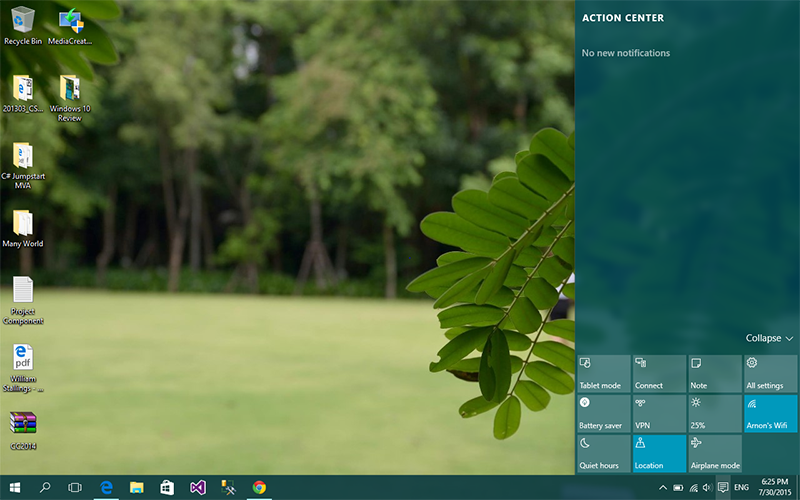 Recycle Bin
MediaCreat...
201303_CS...
Windows 10
Review
C# Jumpstart
MVA
Many World
Project
Component
pdf
William
Stallings - ...
CC2014
ACTION CENTER
No new notifications
Collapse
Tablet mode
Connect
Note
All settings
Battery saver
VPN
25%
Arnon's Wifi
Quiet hours
Location
Airplane mode
ENG
6:25 PM
7/30/2015